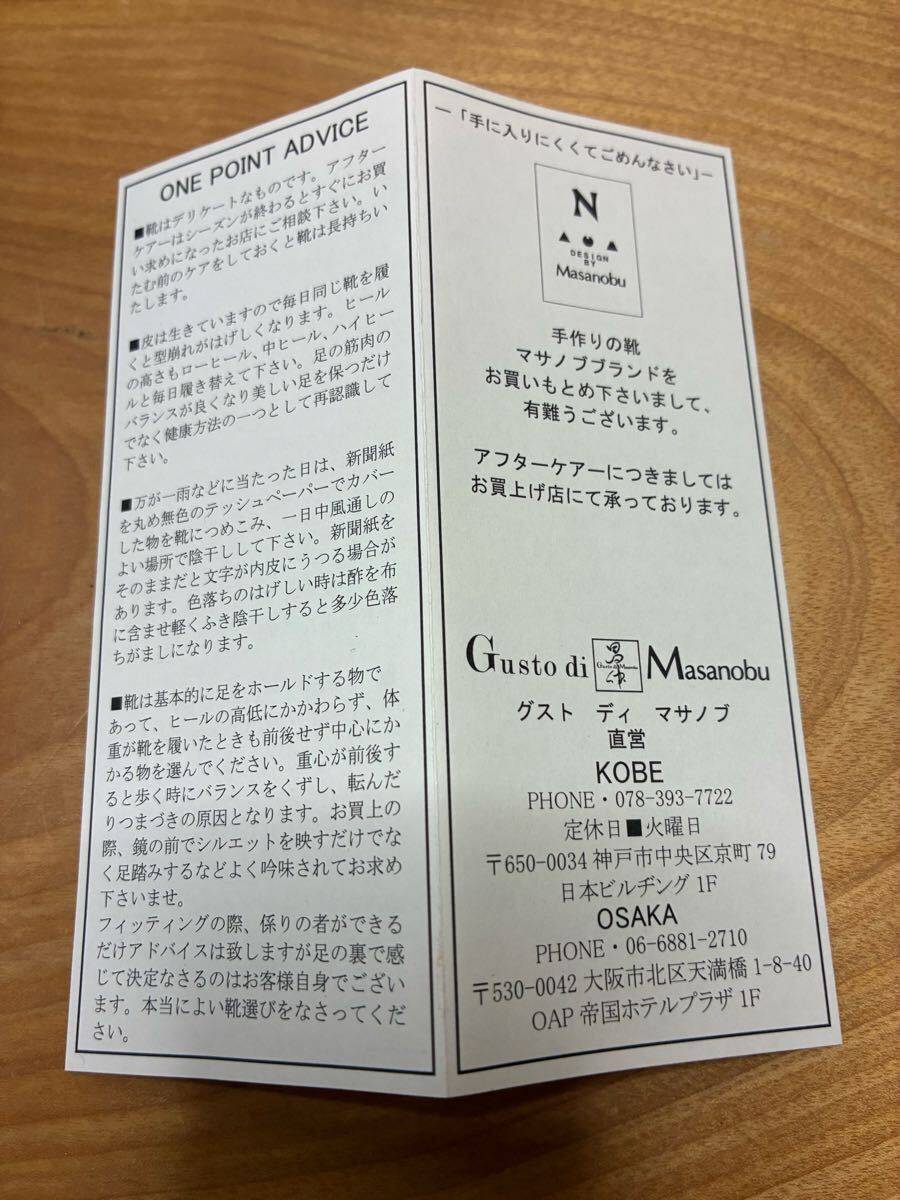 ONE POINT ADVICE
■靴はデリケートなものです。アフター
ケアーはシーズンが終わるとすぐにお買
い求めになったお店にご相談下さい。い
たむ前のケアをしておくと靴は長持ちい
たします。
■皮は生きていますので毎日同じ靴を履
くと型崩れがはげしくなります。ヒール
の高さもローヒール、中ヒール、ハイヒー
ルと毎日履き替えて下さい。足の筋肉の
バランスが良くなり美しい足を保つだけ
でなく健康方法の一つとして再認識して
下さい。
■万が一雨などに当たった日は、新聞紙
を丸め無色のテッシュペーパーでカバー
した物を靴につめこみ、一日中風通しの
よい場所で陰干しして下さい。新聞紙を
そのままだと文字が内皮にうつる場合が
あります。色落ちのはげしい時は酢を布
に含ませ軽くふき陰干しすると多少色落
ちがましになります。
■靴は基本的に足をホールドする物で
あって、ヒールの高低にかかわらず、体
重が靴を履いたときも前後せず中心にか
かる物を選んでください。重心が前後す
ると歩く時にバランスをくずし、転んだ
りつまづきの原因となります。お買上の
際、鏡の前でシルエットを映すだけでな
く足踏みするなどよく吟味されてお求め
下さいませ。
フィッティングの際、係りの者ができる
だけアドバイスは致しますが足の裏で感
じて決定なさるのはお客様自身でござい
ます。本当によい靴選びをなさってくだ
さい。
―「手に入りにくくてごめんなさい」―
N
DESIGN
BY
Masanobu
手作りの靴
マサノブブランドを
お買いもとめ下さいまして、
有難うございます。
アフターケアーにつきましては
お買上げ店にて承っております。
Gusto di Masanobu
グスト ディ マサノブ
直営
KOBE
PHONE・078-393-7722
定休日■火曜日
〒650-0034 神戸市中央区京町 79
日本ビルヂング 1F
OSAKA
PHONE・06-6881-2710
〒530-0042 大阪市北区天満橋 1-8-40
OAP 帝国ホテルプラザ 1F